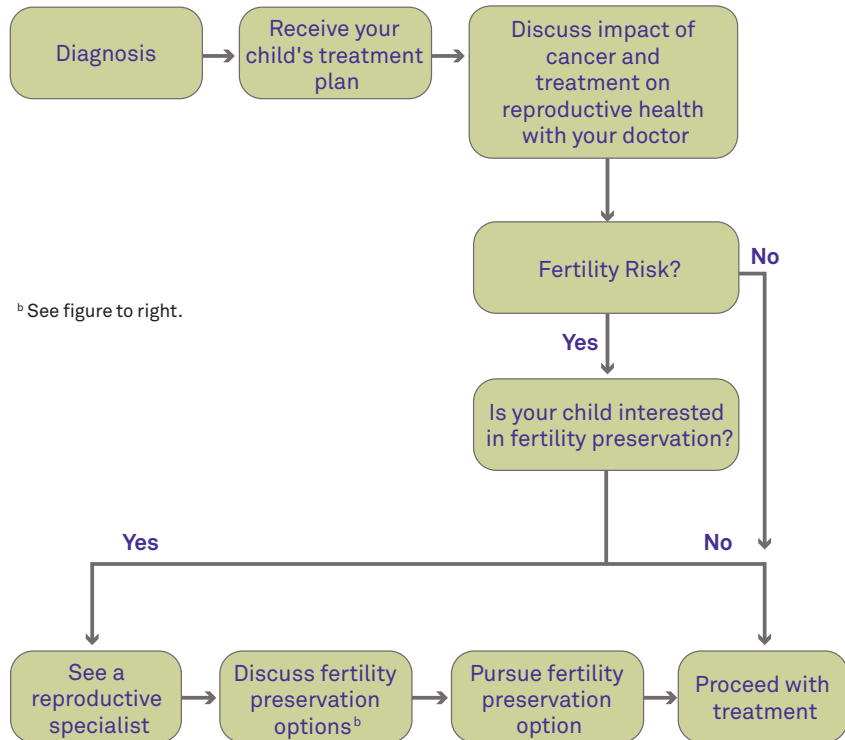 Diagnosis
Receive your
child's treatment
plan
Discuss impact of
cancer and
treatment on
reproductive health
with your doctor
Fertility Risk?
No
ᵇ See figure to right.
Yes
Is your child interested
in fertility preservation?
Yes
No
See a
reproductive
specialist
Discuss fertility
preservation
optionsᵇ
Pursue fertility
preservation
option
Proceed with
treatment